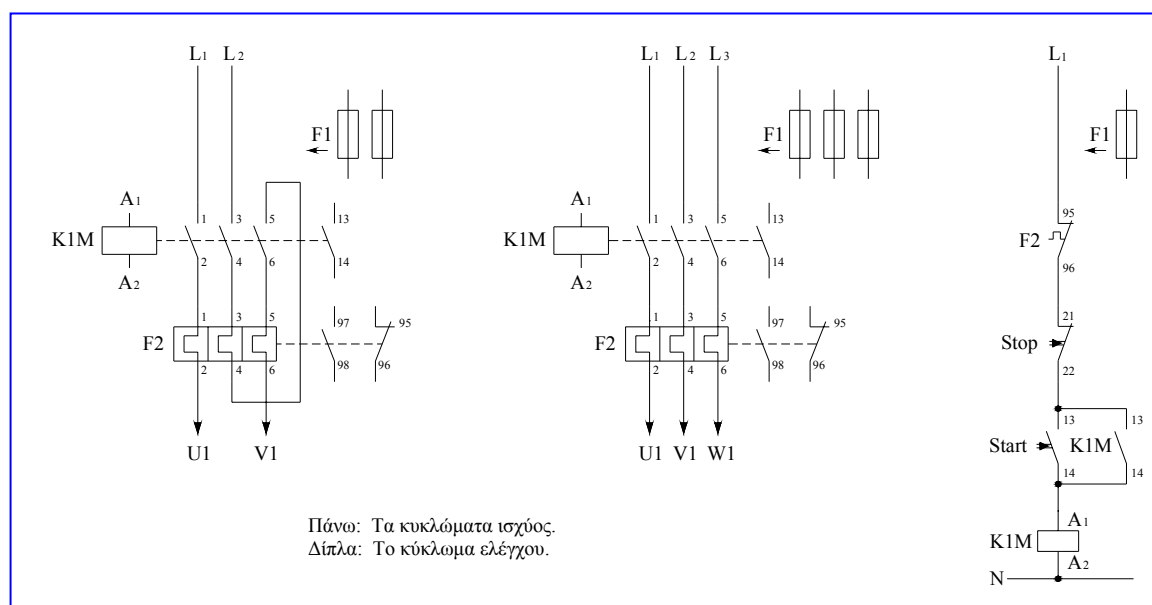 L1 L2
F1
A1
K1M
A2
1 3 5 13
2 4 6 14
1 3 5 97 95
F2
2 4 6 98 96
U1 V1
L1 L2 L3
F1
A1
K1M
A2
1 3 5 13
2 4 6 14
1 3 5 97 95
F2
2 4 6 98 96
U1 V1 W1
L1
F1
95
F2
96
21
Stop
22
13 13
Start K1M
14 14
A1
K1M
A2
N
Πάνω: Τα κυκλώματα ισχύος.
Δίπλα: Το κύκλωμα ελέγχου.